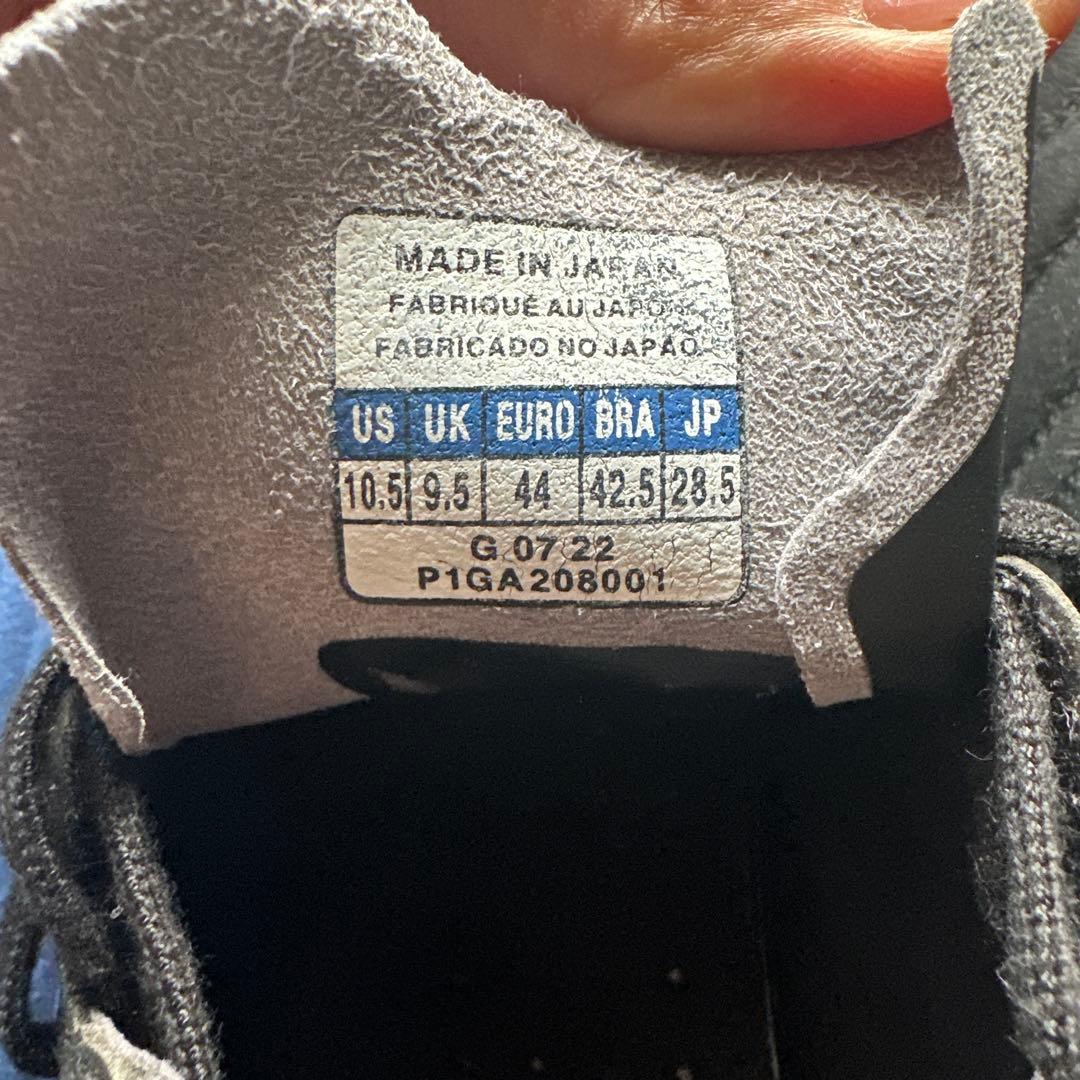 MADE IN JAPAN
FABRIQUÉ AU JAPO
FABRICADO NO JAPÃO
US UK EURO BRA JP
10.5 9.5 44 42.5 28.5
G 07 22
P1GA208001